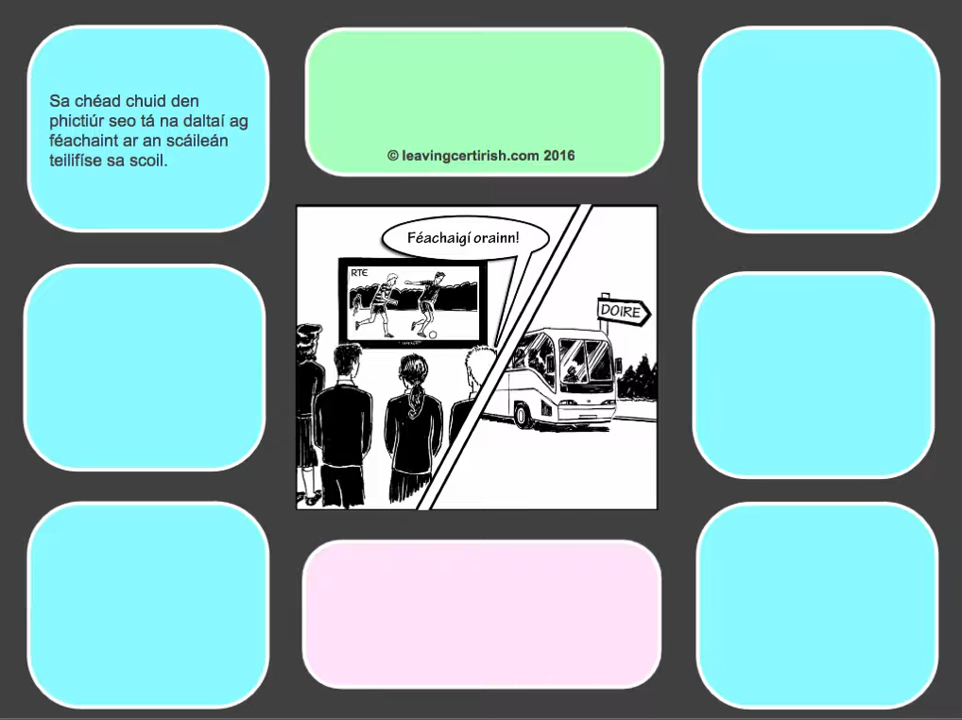 Sa chéad chuid den
phictiúr seo tá na daltaí ag
féachaint ar an scáileán
teilifíse sa scoil.
© leavingcertirish.com 2016
Féachaigí orainn!
RTE
DOIRE